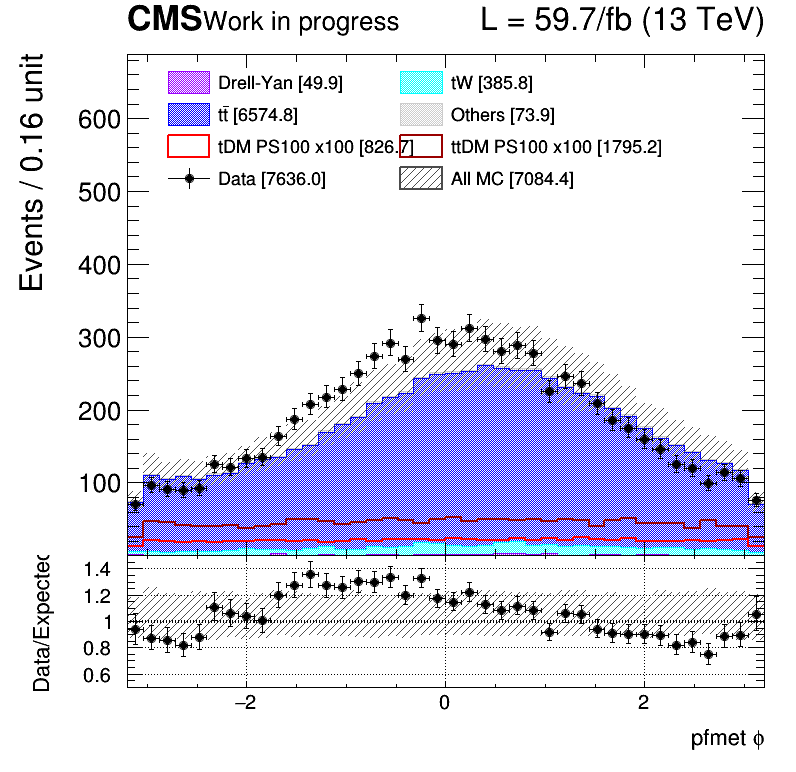 CMS Work in progress L = 59.7/fb (13 TeV)
Events / 0.16 unit
Drell-Yan [49.9] tW [385.8]
tt̄ [6574.8] Others [73.9]
tDM PS100 x100 [826.7] ttDM PS100 x100 [1795.2]
Data [7636.0] All MC [7084.4]
600
500
400
300
200
100
Data/Expected
1.4
1.2
1
0.8
0.6
−2 0 2
pfmet ϕ